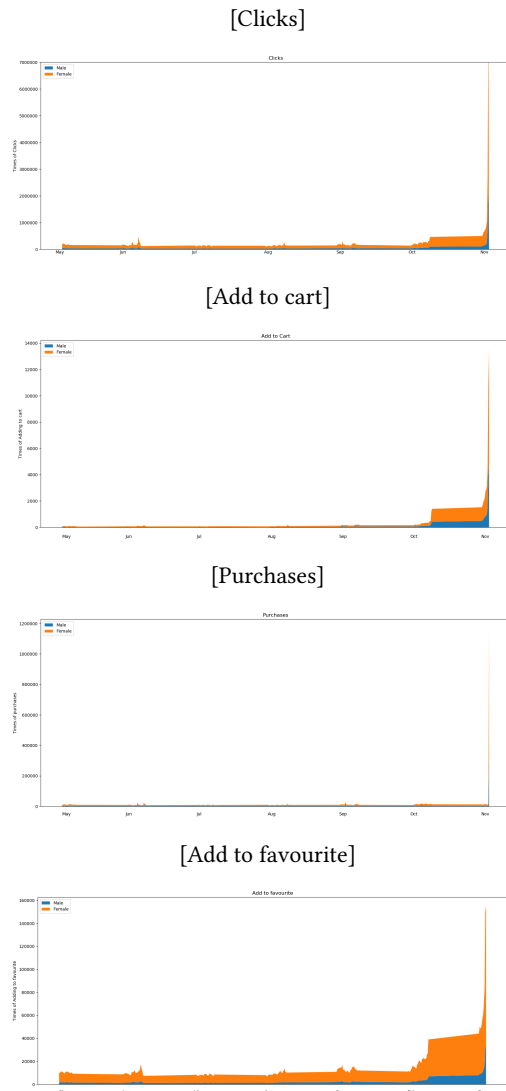 [Clicks]
Clicks
Male
Female
Times of Clicks
7000000
6000000
5000000
4000000
3000000
2000000
1000000
0
May Jun Jul Aug Sep Oct Nov
[Add to cart]
Add to Cart
Male
Female
Times of Adding to cart
14000
12000
10000
8000
6000
4000
2000
0
May Jun Jul Aug Sep Oct Nov
[Purchases]
Purchases
Male
Female
Times of purchases
1200000
1000000
800000
600000
400000
200000
0
May Jun Jul Aug Sep Oct Nov
[Add to favourite]
Add to favourite
Male
Female
Times of Adding to favourite
160000
140000
120000
100000
80000
60000
40000
20000
0